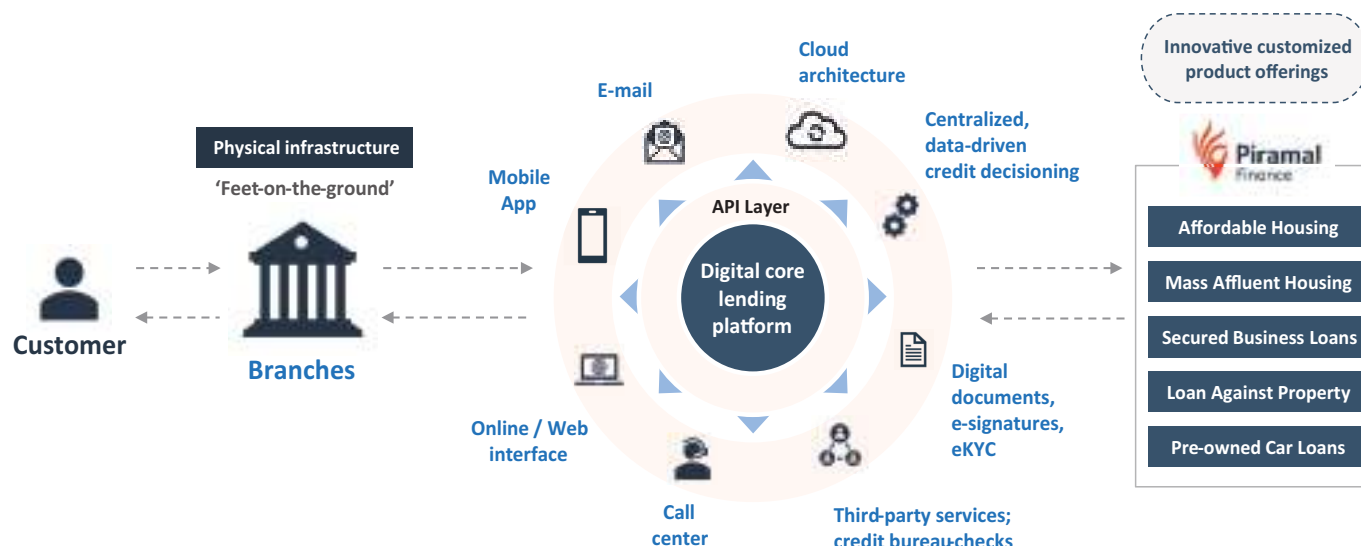 Physical infrastructure
'Feet-on-the-ground'
Customer
Branches
E-mail
Mobile
App
Online / Web
interface
Call
center
Cloud
architecture
Centralized,
data-driven
credit decisioning
API Layer
Digital core
lending
platform
Digital
documents,
e-signatures,
eKYC
Third-party services;
credit bureau-checks
Innovative customized
product offerings
Piramal
Finance
Affordable Housing
Mass Affluent Housing
Secured Business Loans
Loan Against Property
Pre-owned Car Loans